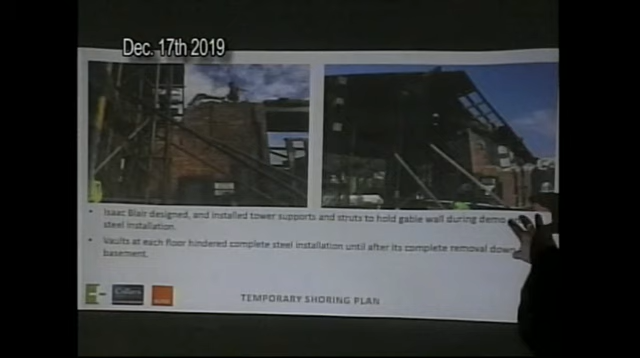 Dec. 17th 2019
• Isaac Blair designed, and installed tower supports and struts to hold gable wall during demo
steel installation.
• Vaults at each floor hindered complete steel installation until after its complete removal down
basement.
Colliers
TEMPORARY SHORING PLAN